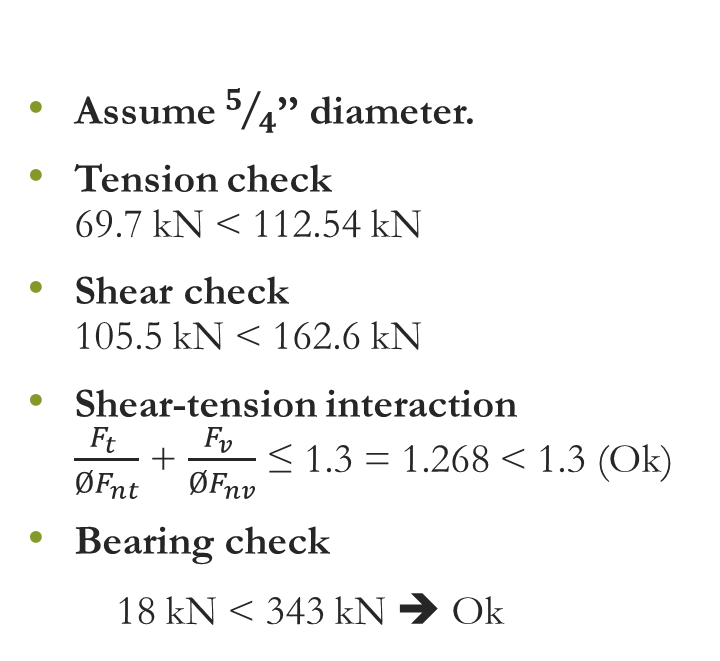 • Assume 5/4” diameter.
• Tension check
69.7 kN < 112.54 kN
• Shear check
105.5 kN < 162.6 kN
• Shear-tension interaction
Ft/ØFnt + Fv/ØFnv ≤ 1.3 = 1.268 < 1.3 (Ok)
• Bearing check
18 kN < 343 kN ➔ Ok